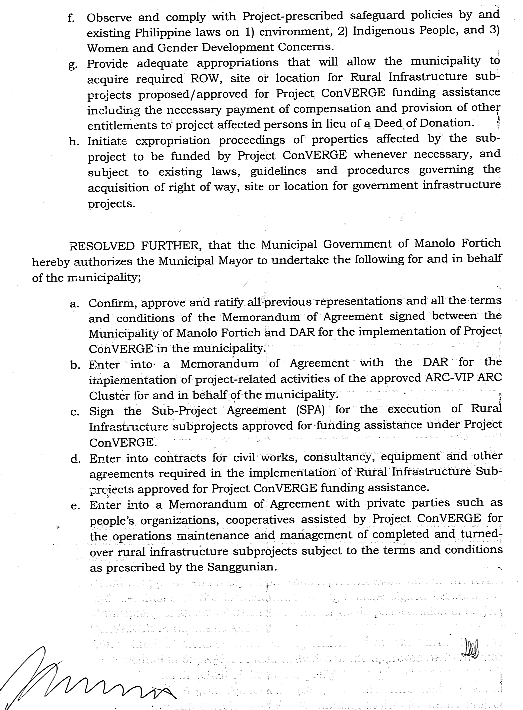 f. Observe and comply with Project-prescribed safeguard policies by and
existing Philippine laws on 1) environment, 2) Indigenous People, and 3)
Women and Gender Development Concerns.
g. Provide adequate appropriations that will allow the municipality to
acquire required ROW, site or location for Rural Infrastructure sub-
projects proposed/approved for Project ConVERGE funding assistance
including the necessary payment of compensation and provision of other
entitlements to project affected persons in lieu of a Deed of Donation.
h. Initiate expropriation proceedings of properties affected by the sub-
project to be funded by Project ConVERGE whenever necessary, and
subject to existing laws, guidelines and procedures governing the
acquisition of right of way, site or location for government infrastructure
projects.
RESOLVED FURTHER, that the Municipal Government of Manolo Fortich
hereby authorizes the Municipal Mayor to undertake the following for and in behalf
of the municipality;
a. Confirm, approve and ratify all previous representations and all the terms
and conditions of the Memorandum of Agreement signed between the
Municipality of Manolo Fortich and DAR for the implementation of Project
ConVERGE in the municipality.
b. Enter into a Memorandum of Agreement with the DAR for the
implementation of project-related activities of the approved ARC-VIP ARC
Cluster for and in behalf of the municipality.
c. Sign the Sub-Project Agreement (SPA) for the execution of Rural
Infrastructure subprojects approved for funding assistance under Project
ConVERGE.
d. Enter into contracts for civil works, consultancy, equipment and other
agreements required in the implementation of Rural Infrastructure Sub-
projects approved for Project ConVERGE funding assistance.
e. Enter into a Memorandum of Agreement with private parties such as
people's organizations, cooperatives assisted by Project ConVERGE for
the operations maintenance and management of completed and turned-
over rural infrastructure subprojects subject to the terms and conditions
as prescribed by the Sanggunian.